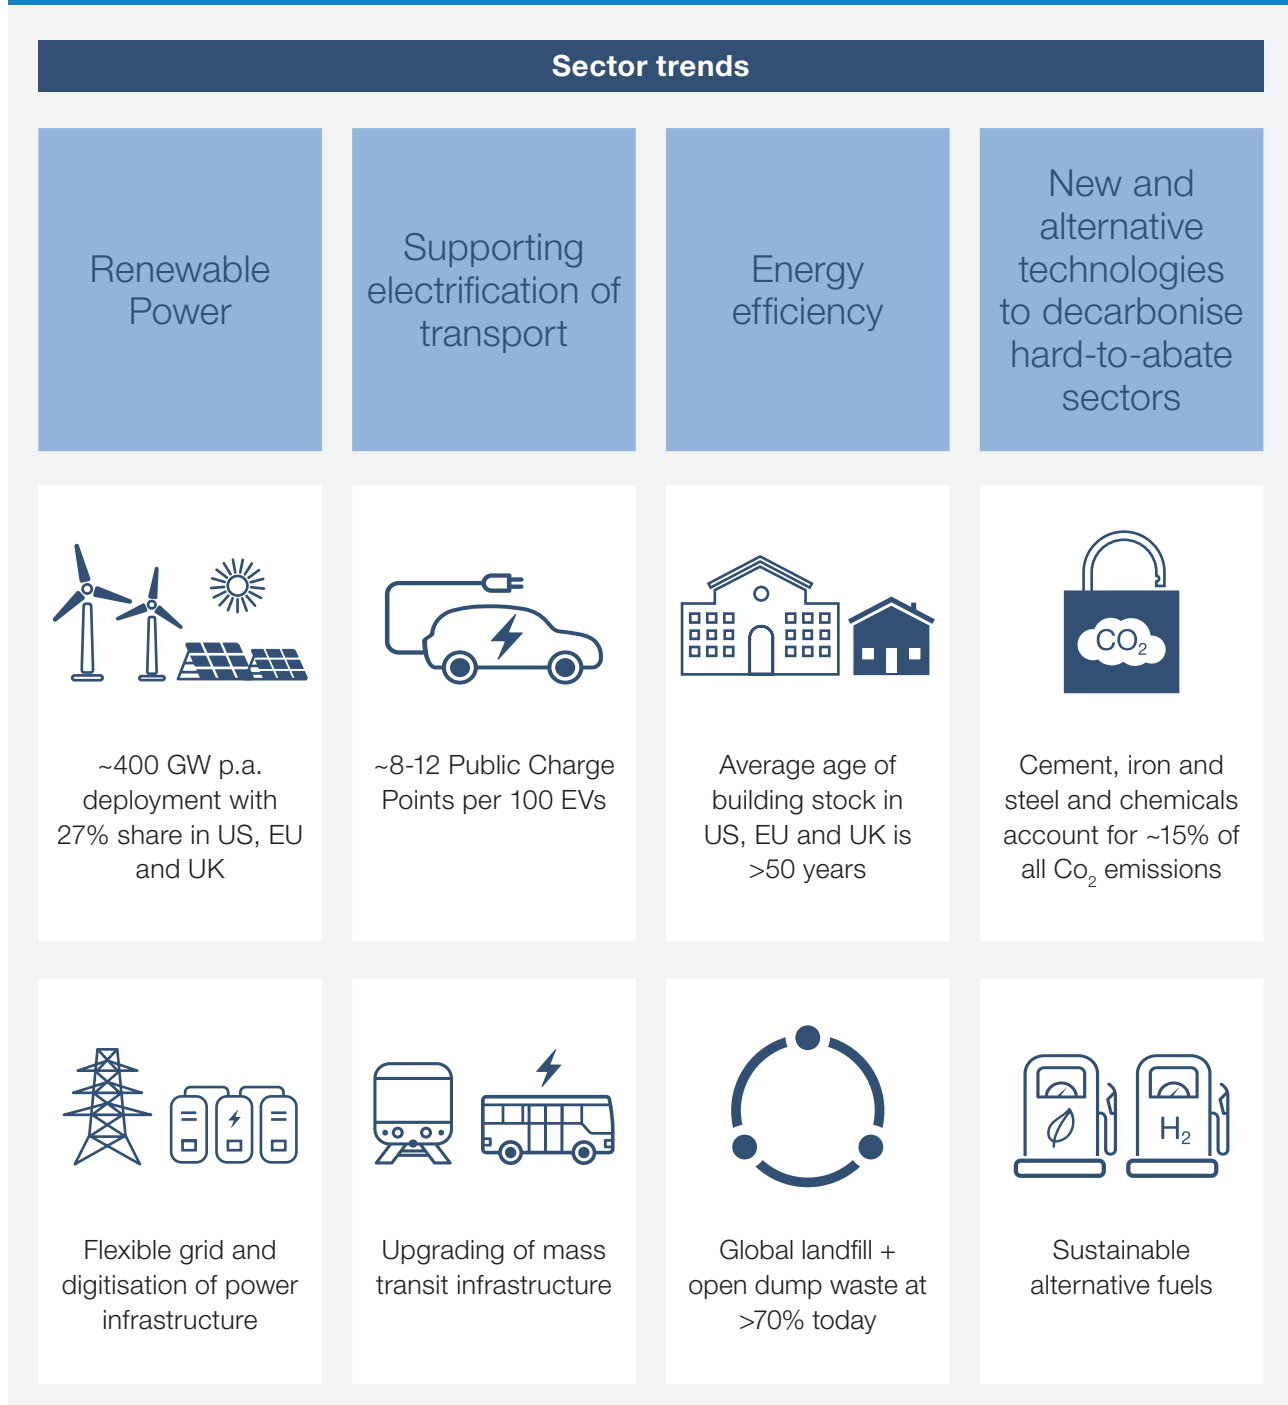 Sector trends
Renewable
Power
Supporting
electrification of
transport
Energy
efficiency
New and
alternative
technologies
to decarbonise
hard-to-abate
sectors
~400 GW p.a.
deployment with
27% share in US, EU
and UK
~8-12 Public Charge
Points per 100 EVs
Average age of
building stock in
US, EU and UK is
>50 years
CO₂
Cement, iron and
steel and chemicals
account for ~15% of
all Co₂ emissions
Flexible grid and
digitisation of power
infrastructure
Upgrading of mass
transit infrastructure
Global landfill +
open dump waste at
>70% today
H₂
Sustainable
alternative fuels